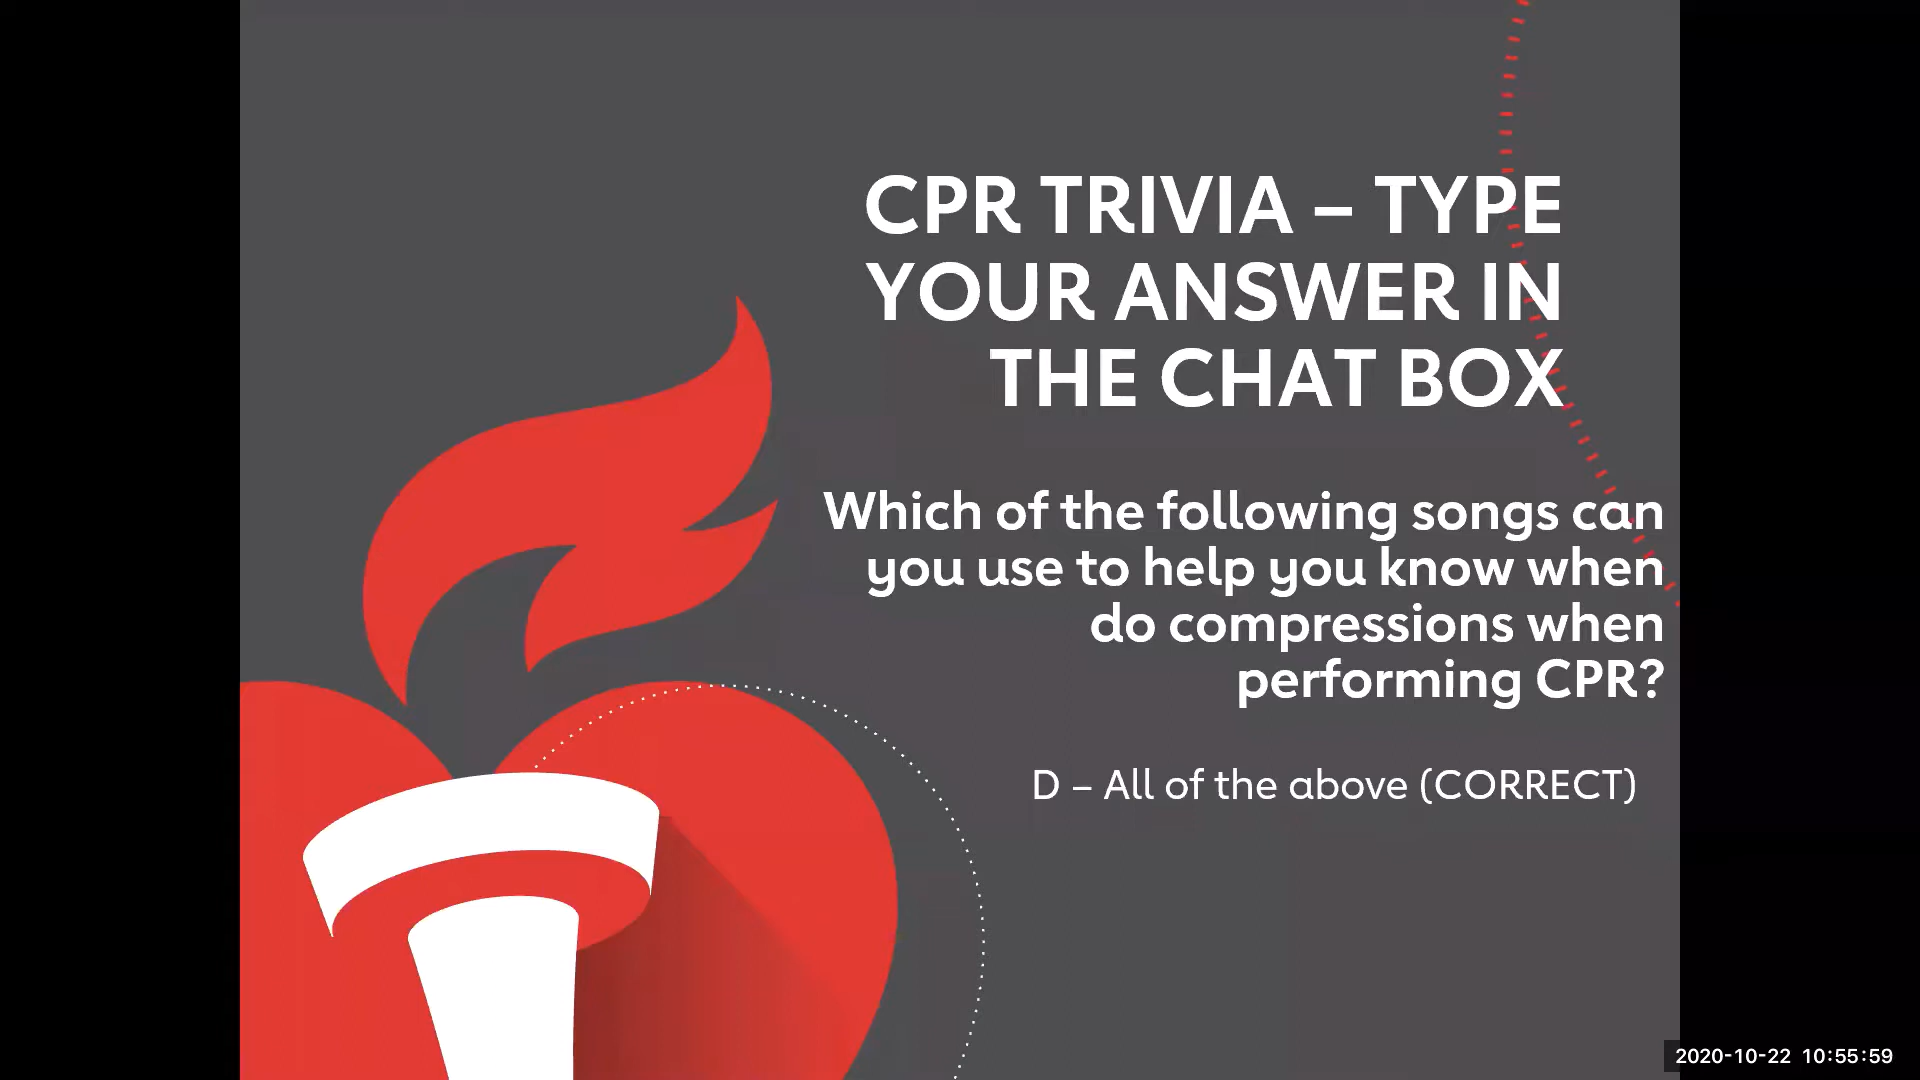 CPR TRIVIA – TYPE
YOUR ANSWER IN
THE CHAT BOX
Which of the following songs can
you use to help you know when
do compressions when
performing CPR?
D – All of the above (CORRECT)
2020-10-22 10:55:59